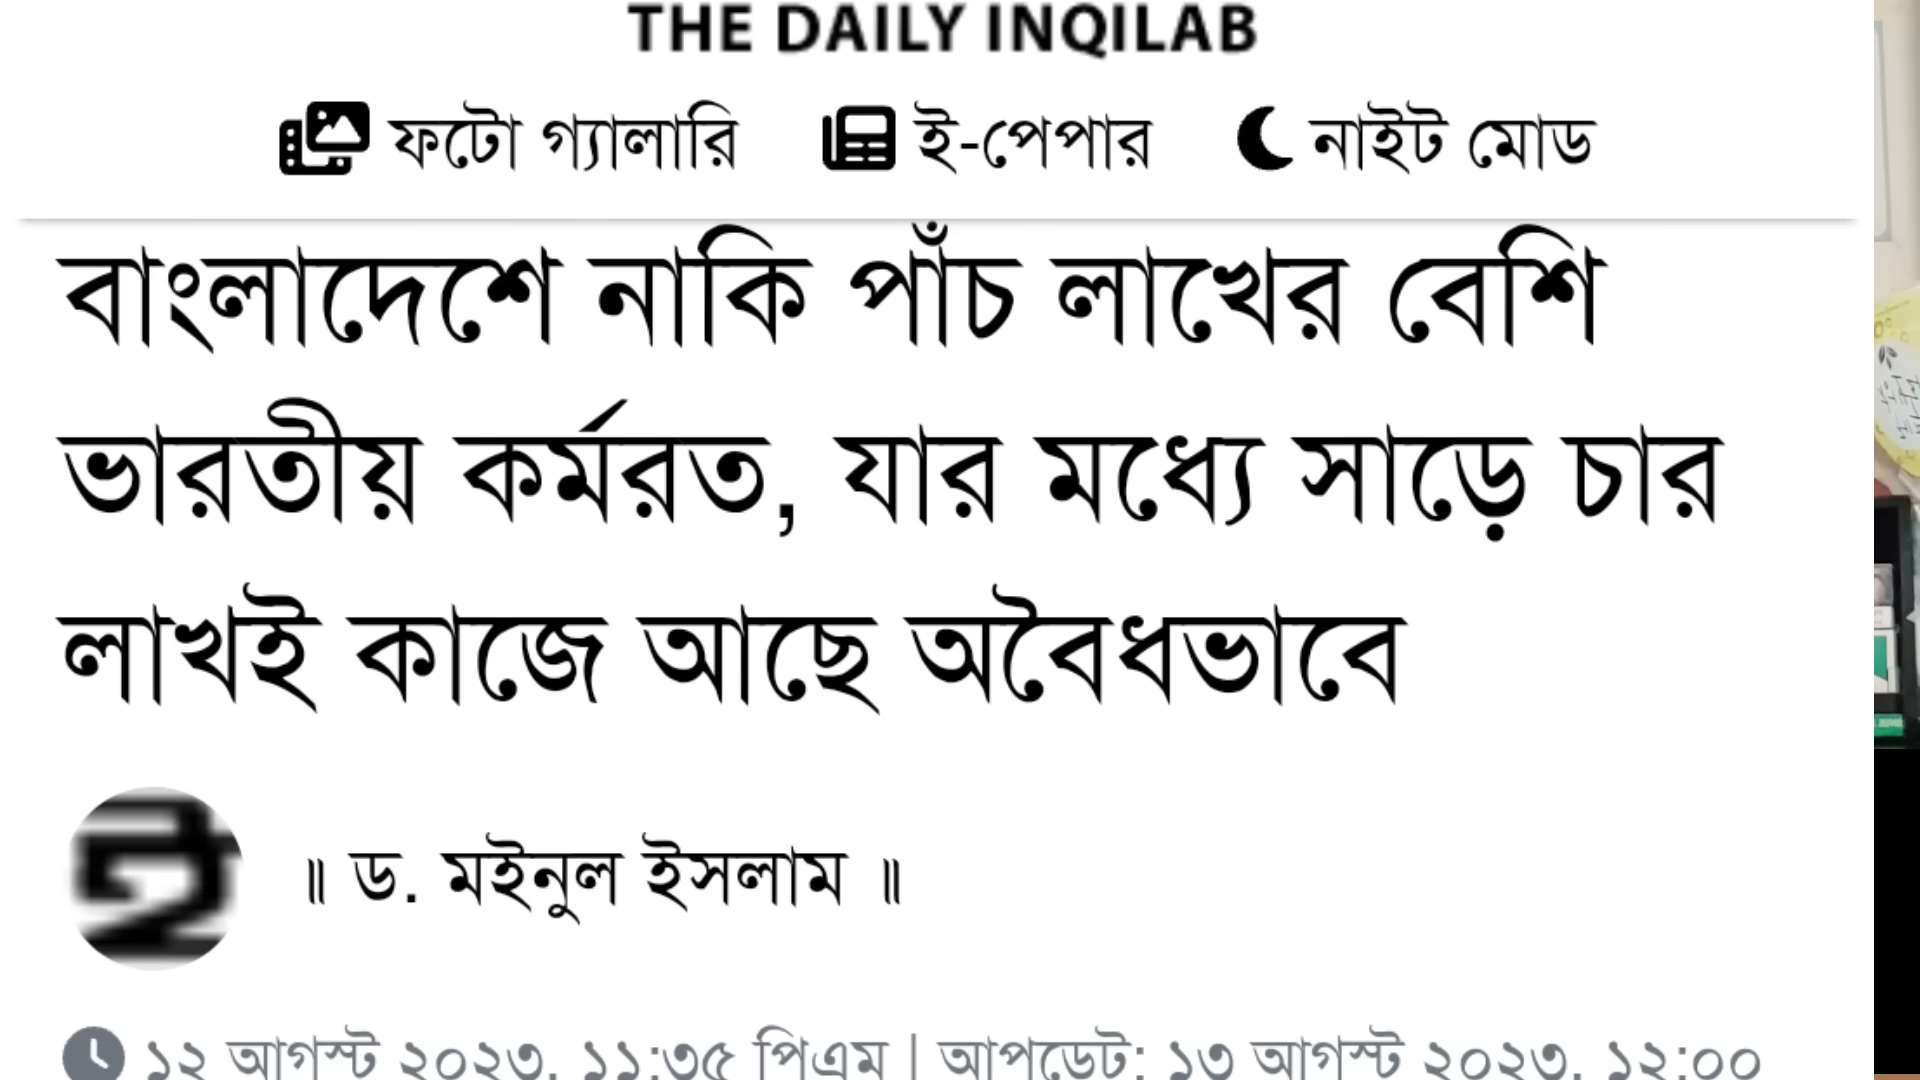 THE DAILY INQILAB
ফটো গ্যালারি ই-পেপার নাইট মোড
বাংলাদেশে নাকি পাঁচ লাখের বেশি
ভারতীয় কর্মরত, যার মধ্যে সাড়ে চার
লাখই কাজে আছে অবৈধভাবে
॥ ড. মইনুল ইসলাম ॥
১২ আগস্ট ২০২৩, ১১:৩৫ পিএম | আপডেট: ১৩ আগস্ট ২০২৩, ১২:০০